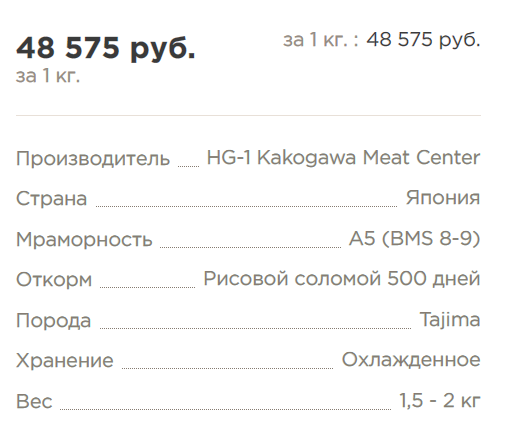 48 575 руб.
за 1 кг. : 48 575 руб.
за 1 кг.
Производитель HG-1 Kakogawa Meat Center
Страна Япония
Мраморность A5 (BMS 8-9)
Откорм Рисовой соломой 500 дней
Порода Tajima
Хранение Охлажденное
Вес 1,5 - 2 кг